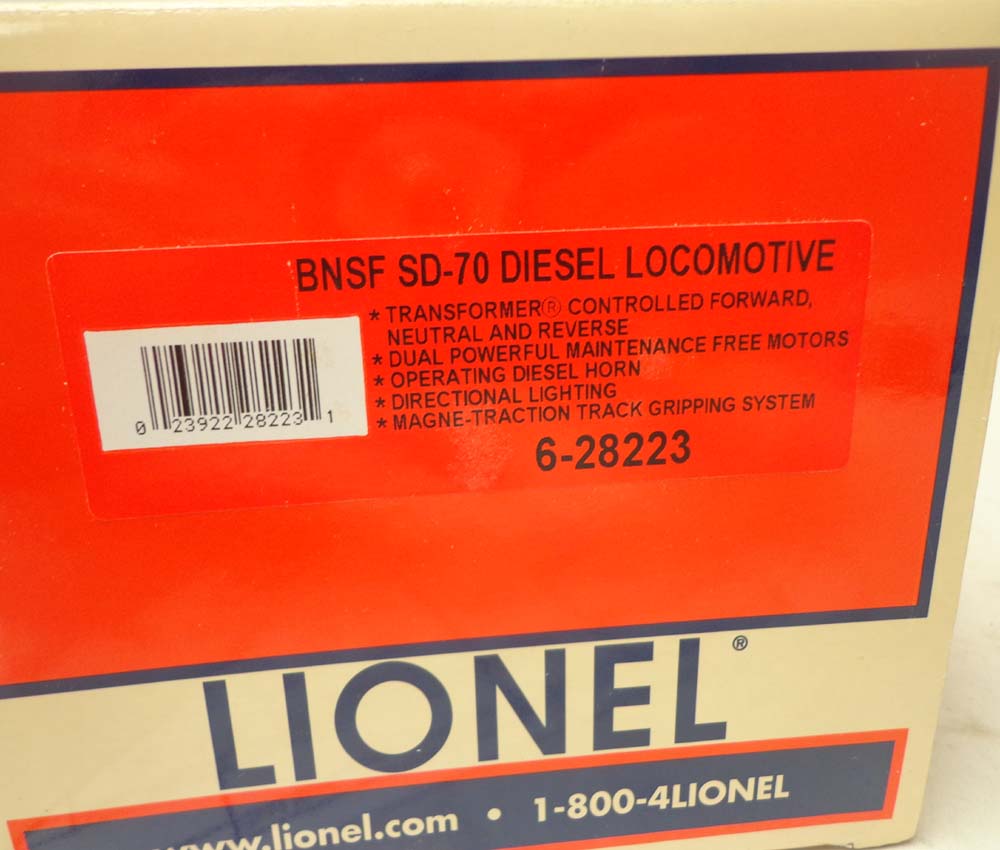 BNSF SD-70 DIESEL LOCOMOTIVE
* TRANSFORMER® CONTROLLED FORWARD,
NEUTRAL AND REVERSE
* DUAL POWERFUL MAINTENANCE FREE MOTORS
* OPERATING DIESEL HORN
* DIRECTIONAL LIGHTING
* MAGNE-TRACTION TRACK GRIPPING SYSTEM
6-28223
0 23922 28223 1
LIONEL®
www.lionel.com • 1-800-4LIONEL